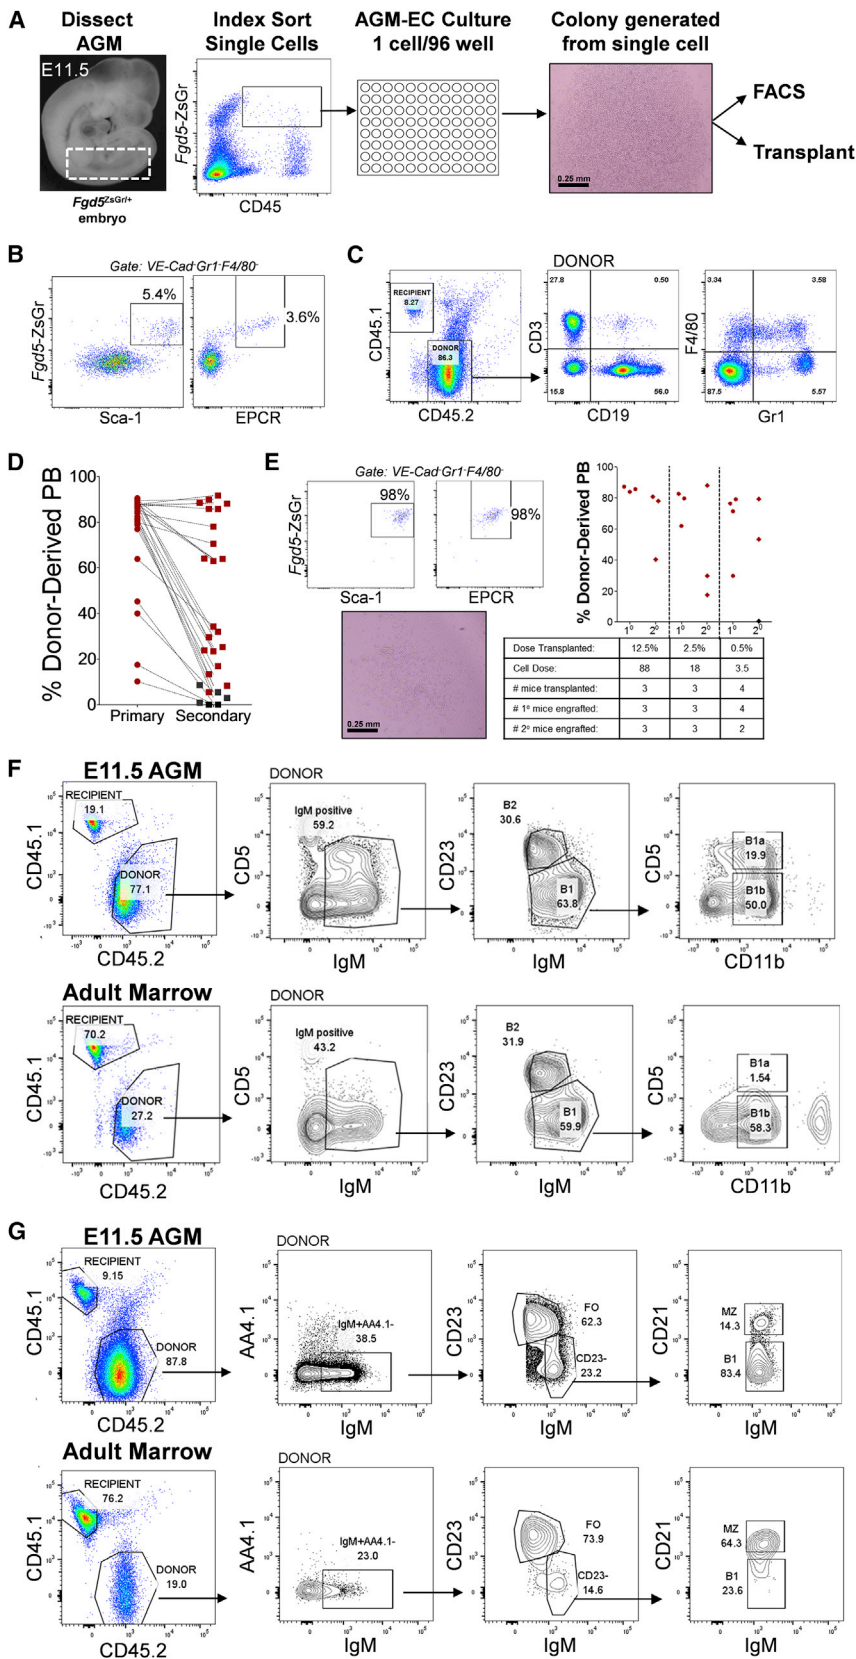 A
Dissect AGM
Index Sort Single Cells
AGM-EC Culture 1 cell/96 well
Colony generated from single cell
E11.5
Fgd5ZsGr/+ embryo
Fgd5-ZsGr
CD45
0.25 mm
FACS
Transplant
B
Gate: VE-Cad-Gr1-F4/80-
5.4%
3.6%
Fgd5-ZsGr
Sca-1
EPCR
C
DONOR
RECIPIENT
8.27
DONOR
86.3
CD45.1
CD45.2
27.8
0.50
15.8
56.0
CD3
CD19
3.34
3.58
87.5
5.57
F4/80
Gr1
D
% Donor-Derived PB
100
80
60
40
20
0
Primary
Secondary
E
Gate: VE-Cad-Gr1-F4/80-
98%
98%
Fgd5-ZsGr
Sca-1
EPCR
0.25 mm
% Donor-Derived PB
100
80
60
40
20
0
1° 2° 1° 2° 1° 2°
Dose Transplanted: 12.5% 2.5% 0.5%
Cell Dose: 88 18 3.5
# mice transplanted: 3 3 4
# 1° mice engrafted: 3 3 4
# 2° mice engrafted: 3 3 2
F
E11.5 AGM
RECIPIENT
19.1
DONOR
77.1
CD45.1
CD45.2
DONOR
IgM positive
59.2
CD5
IgM
B2
30.6
B1
63.8
CD23
IgM
B1a
19.9
B1b
50.0
CD5
CD11b
Adult Marrow
RECIPIENT
70.2
DONOR
27.2
CD45.1
CD45.2
DONOR
IgM positive
43.2
CD5
IgM
B2
31.9
B1
59.9
CD23
IgM
B1a
1.54
B1b
58.3
CD5
CD11b
G
E11.5 AGM
RECIPIENT
9.15
DONOR
87.8
CD45.1
CD45.2
DONOR
IgM+AA4.1-
38.5
AA4.1
IgM
FO
62.3
CD23-
23.2
CD23
IgM
MZ
14.3
B1
83.4
CD21
IgM
Adult Marrow
RECIPIENT
76.2
DONOR
19.0
CD45.1
CD45.2
DONOR
IgM+AA4.1-
23.0
AA4.1
IgM
FO
73.9
CD23-
14.6
CD23
IgM
MZ
64.3
B1
23.6
CD21
IgM